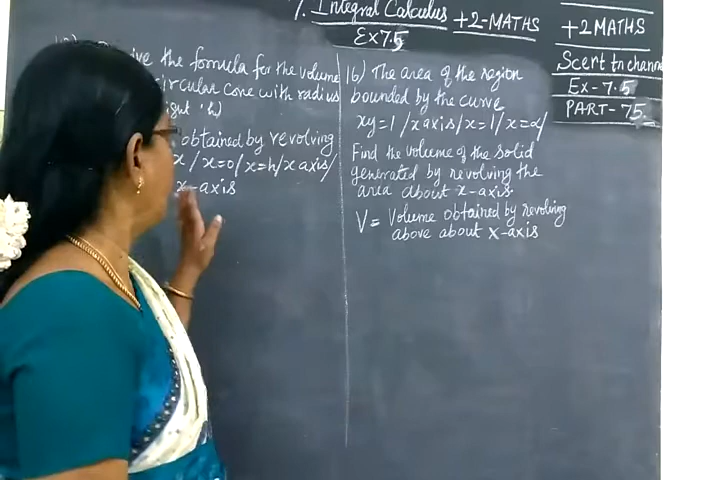 7. Integral Calculus +2-MATHS
Ex 7.5
the formula for the volume
circular cone with radius
h)
obtained by revolving
x / x=0 / x=h / x axis /
x-axis
16) The area of the region
bounded by the curve
xy=1 / x axis / x=1 / x=α /
Find the volume of the solid
generated by revolving the
area about x-axis.
V = Volume obtained by revolving
above about x-axis
+2 MATHS
Scert tn channel
Ex-7.5
PART-75